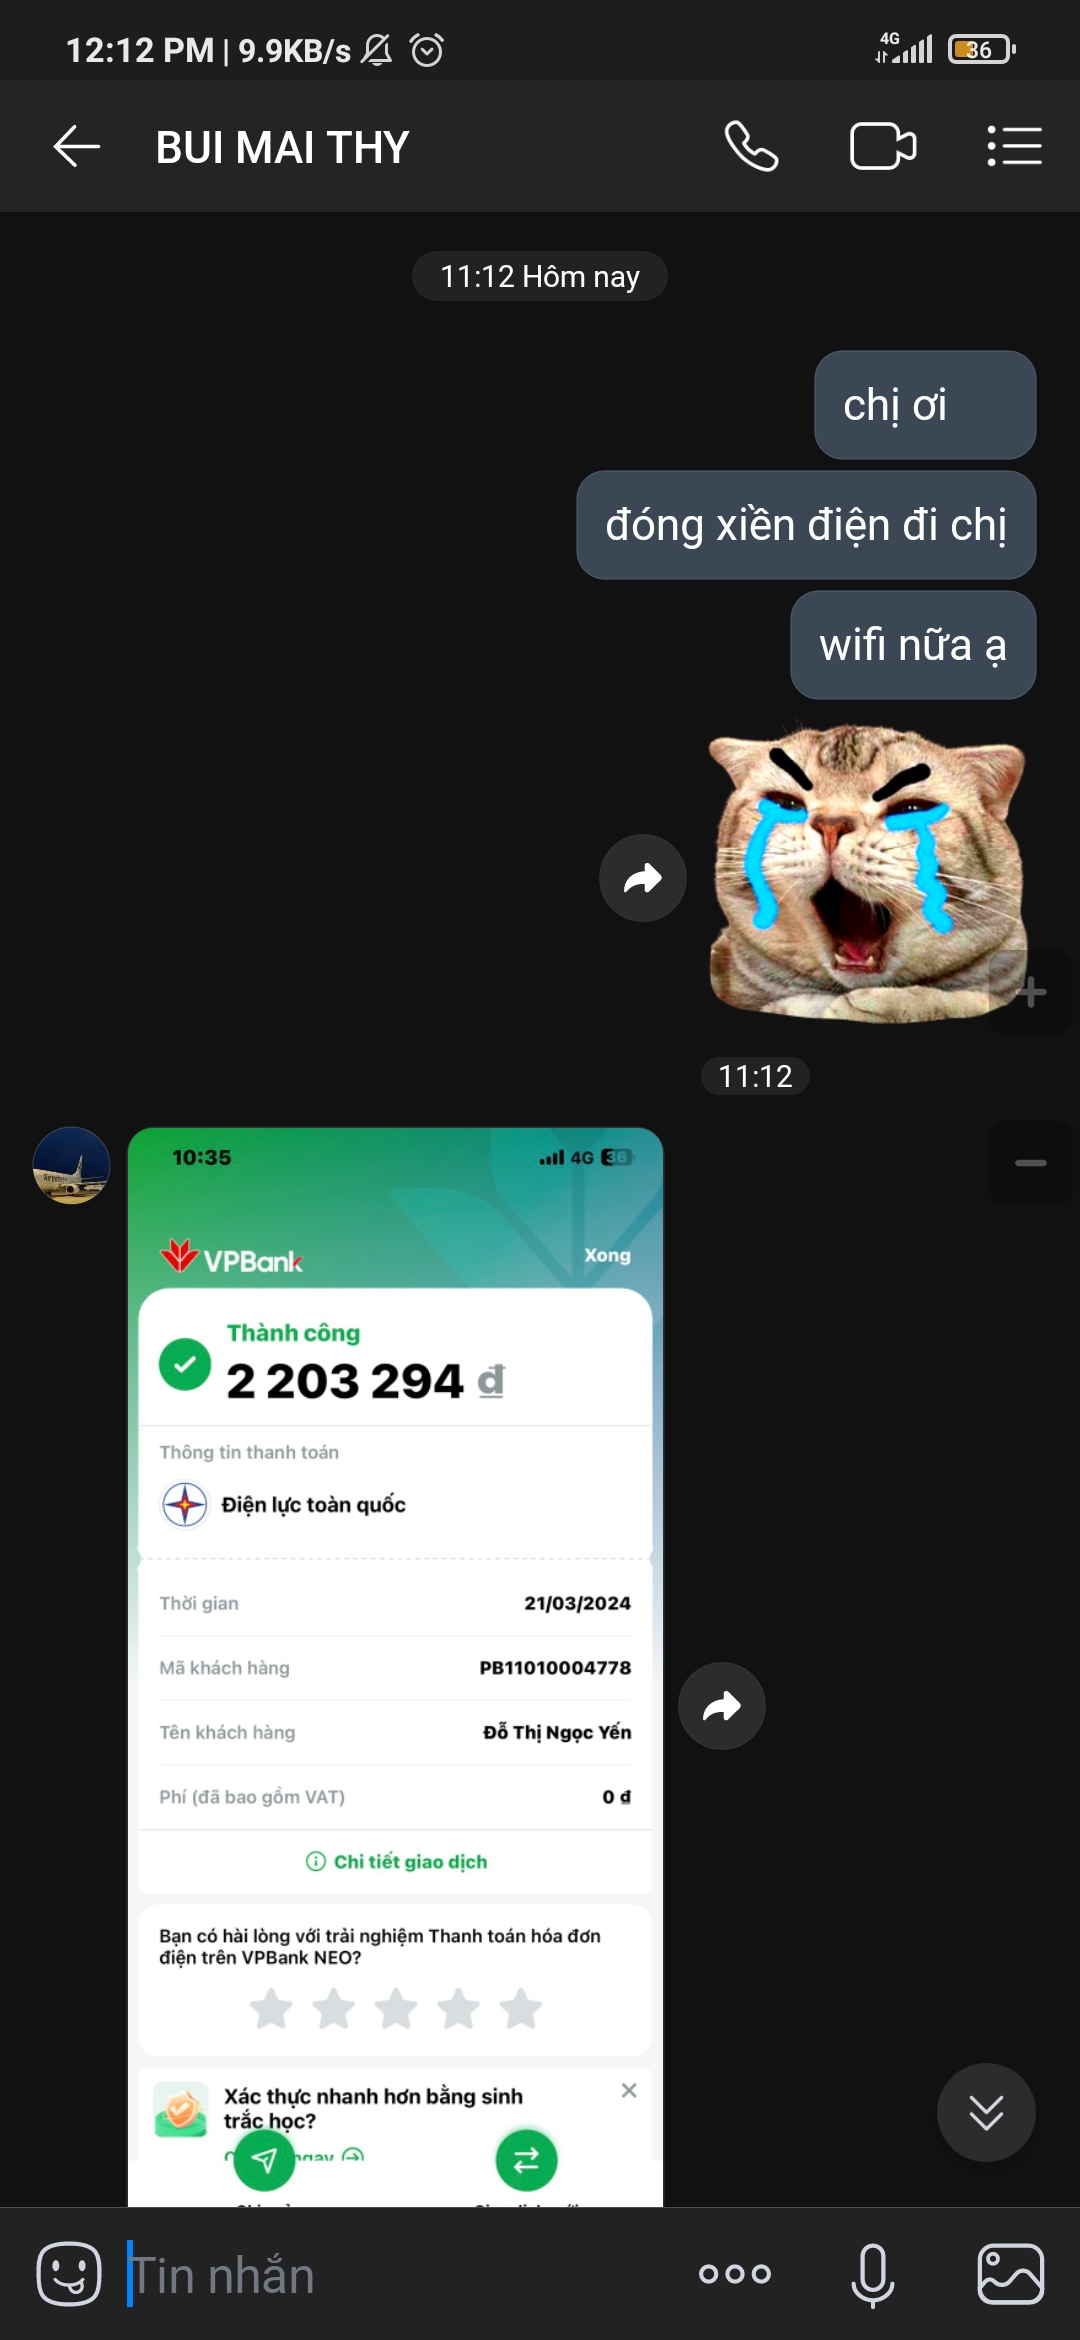 12:12 PM | 9.9KB/s
4G
36
BUI MAI THY
11:12 Hôm nay
chị ơi
đóng xiền điện đi chị
wifi nữa ạ
11:12
10:35
4G 36
VPBank
Xong
Thành công
2 203 294 đ
Thông tin thanh toán
Điện lực toàn quốc
Thời gian 21/03/2024
Mã khách hàng PB11010004778
Tên khách hàng Đỗ Thị Ngọc Yến
Phí (đã bao gồm VAT) 0 đ
Chi tiết giao dịch
Bạn có hài lòng với trải nghiệm Thanh toán hóa đơn
điện trên VPBank NEO?
Xác thực nhanh hơn bằng sinh
trắc học?
Tin nhắn